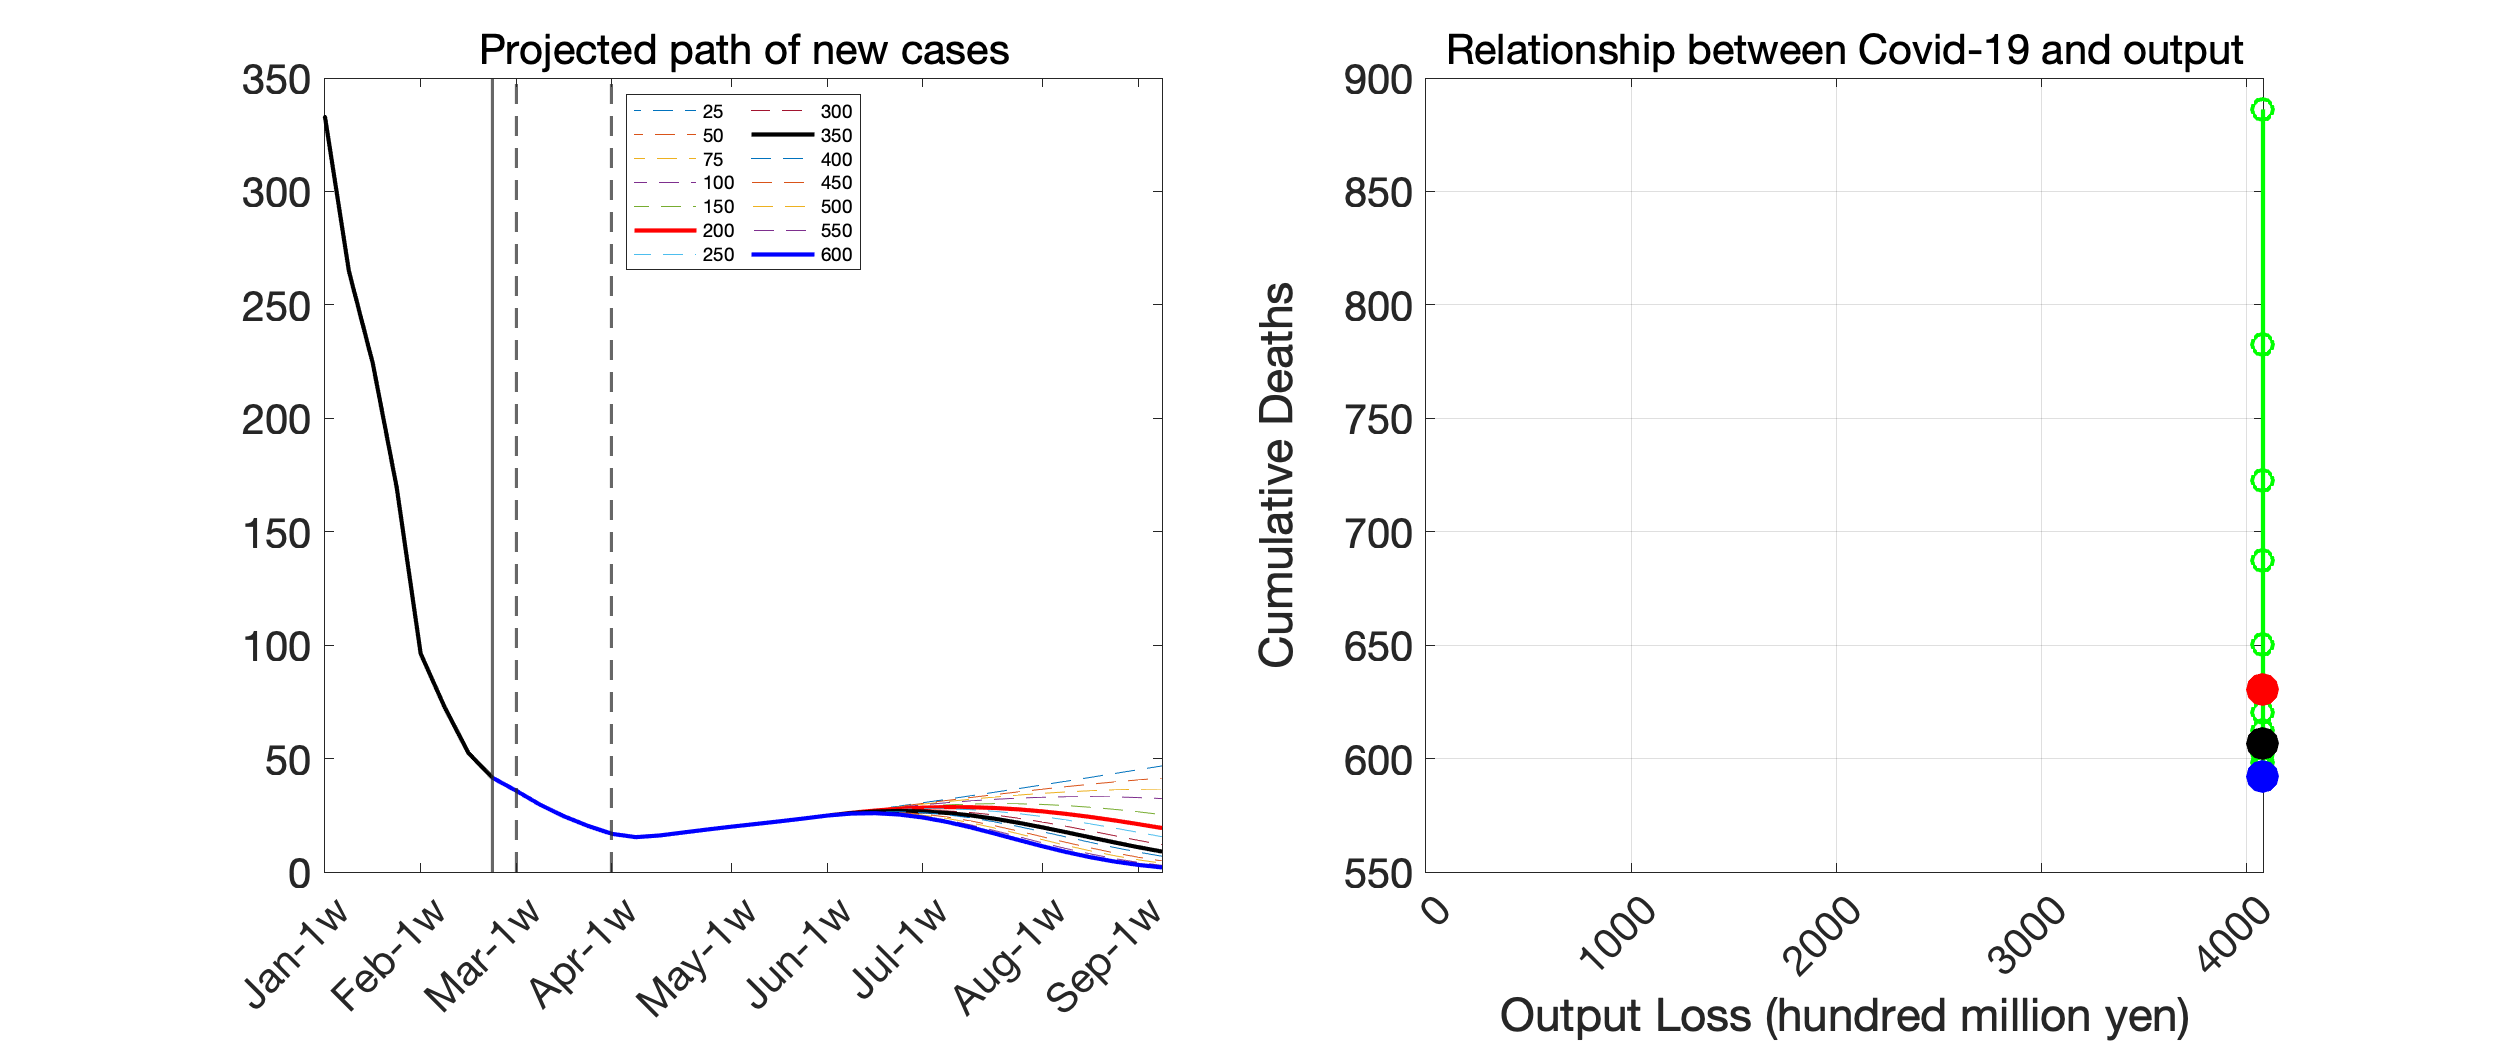 Projected path of new cases
350
300
250
200
150
100
50
0
25 300
50 350
75 400
100 450
150 500
200 550
250 600
Jan-1w
Feb-1w
Mar-1w
Apr-1w
May-1w
Jun-1w
Jul-1w
Aug-1w
Sep-1w
Relationship between Covid-19 and output
Cumulative Deaths
900
850
800
750
700
650
600
550
0
1000
2000
3000
4000
Output Loss (hundred million yen)